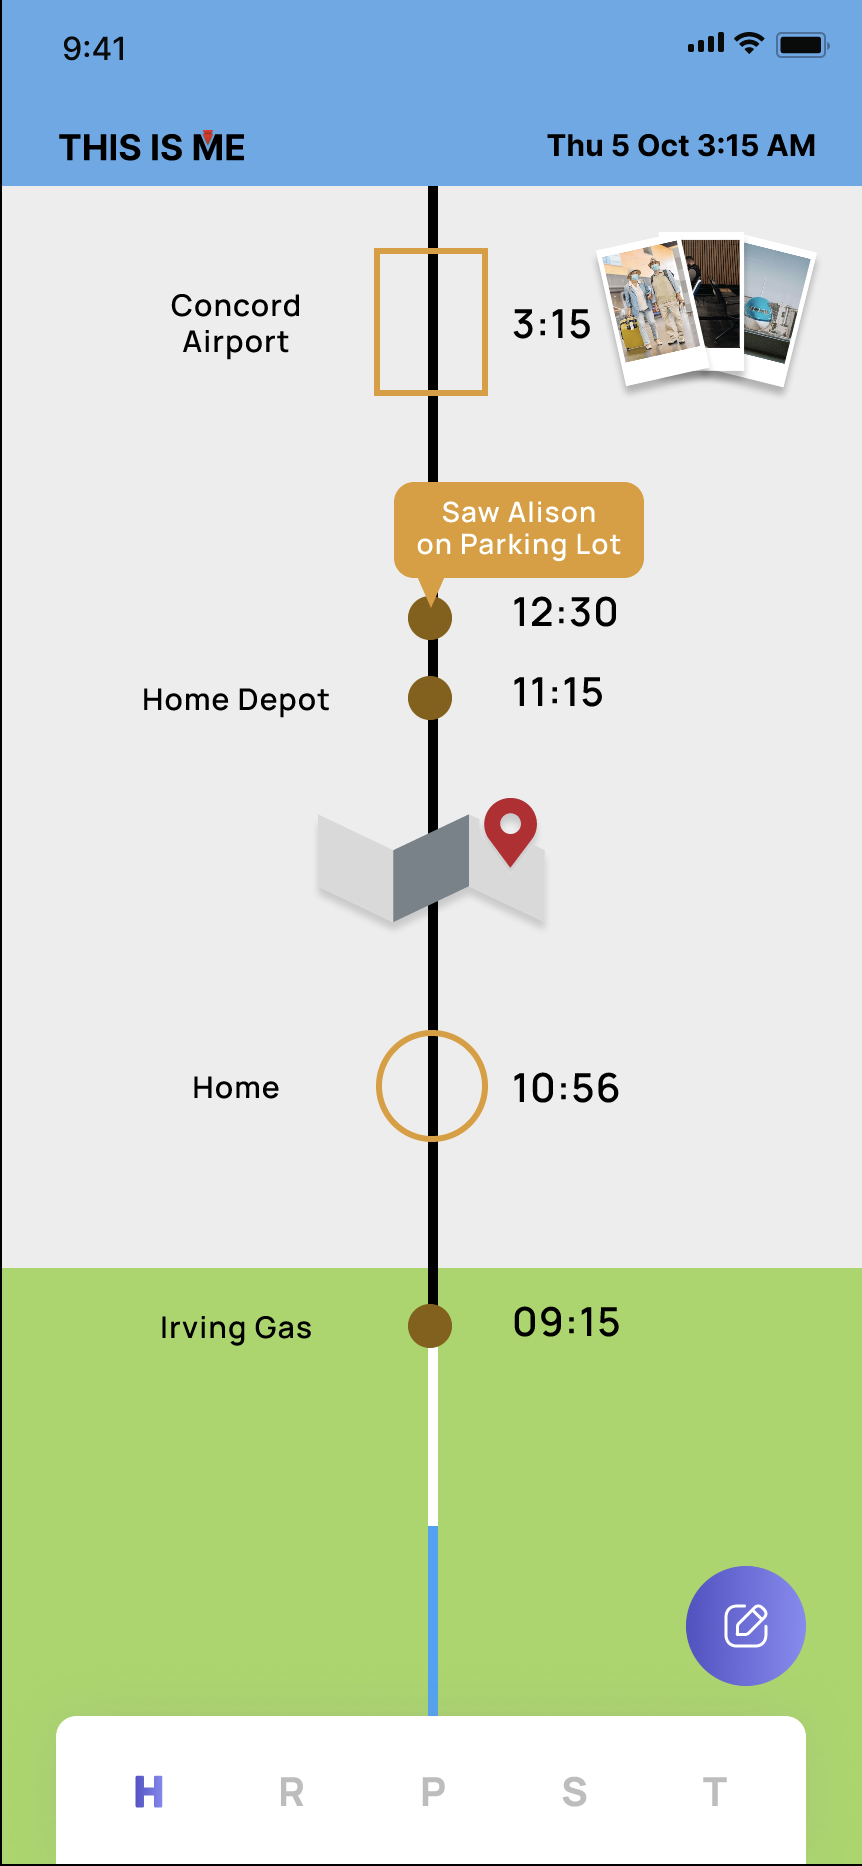 9:41
THIS IS ME
Thu 5 Oct 3:15 AM
Concord
Airport
3:15
Saw Alison
on Parking Lot
12:30
Home Depot
11:15
Home
10:56
Irving Gas
09:15
H R P S T